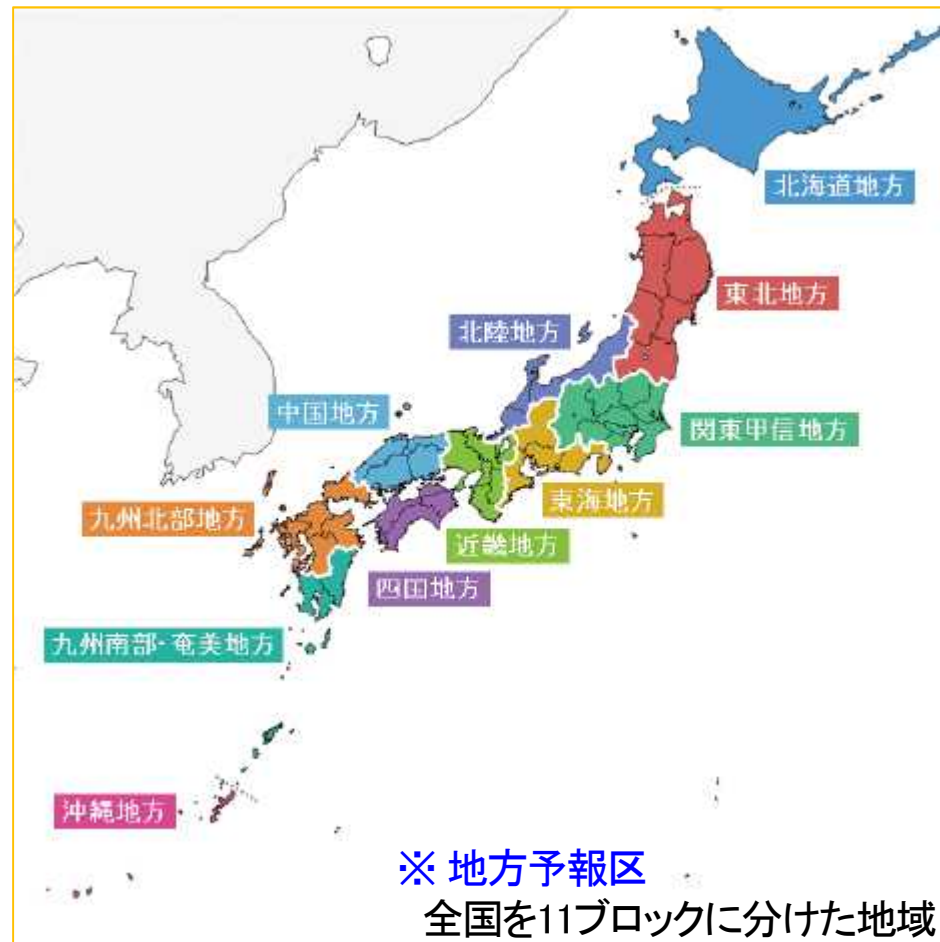 北海道地方
東北地方
北陸地方
中国地方
関東甲信地方
東海地方
九州北部地方
近畿地方
四国地方
九州南部・奄美地方
沖縄地方
※ 地方予報区
全国を11ブロックに分けた地域